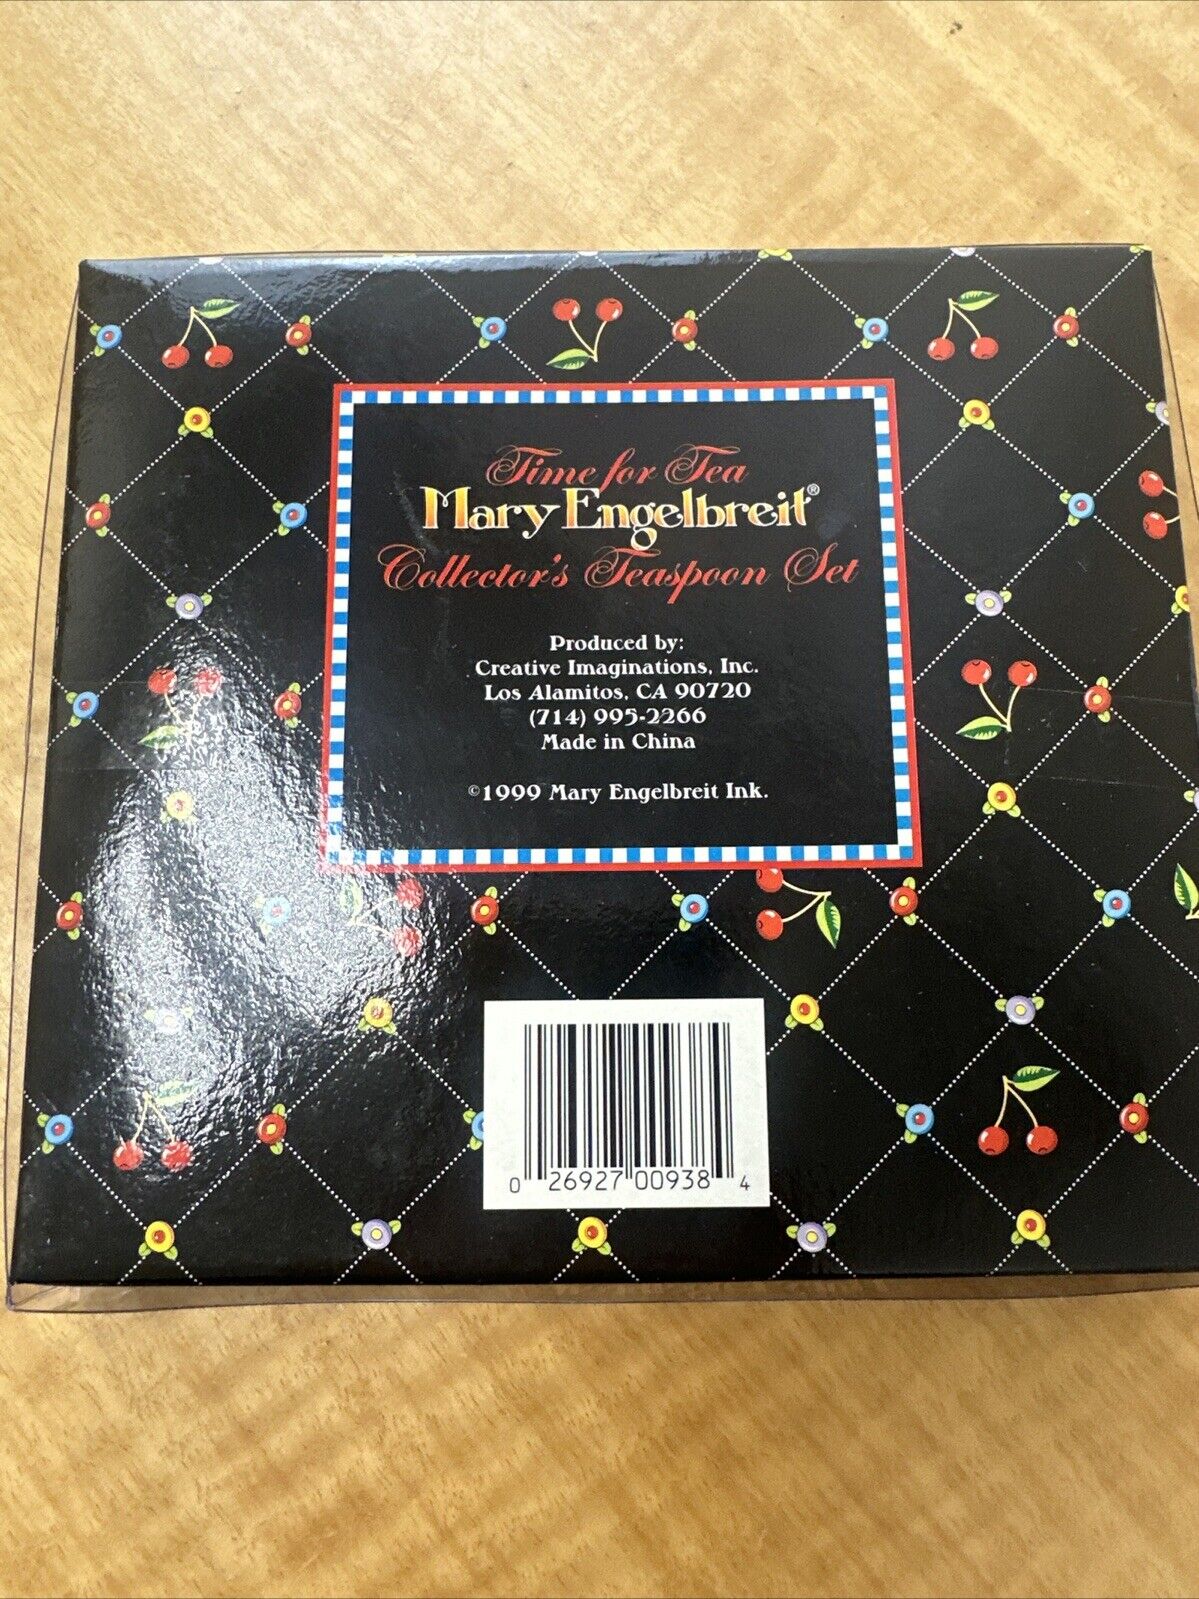 Time for Tea
Mary Engelbreit®
Collector's Teaspoon Set
Produced by:
Creative Imaginations, Inc.
Los Alamitos, CA 90720
(714) 995-2266
Made in China
©1999 Mary Engelbreit Ink.
0 26927 00938 4